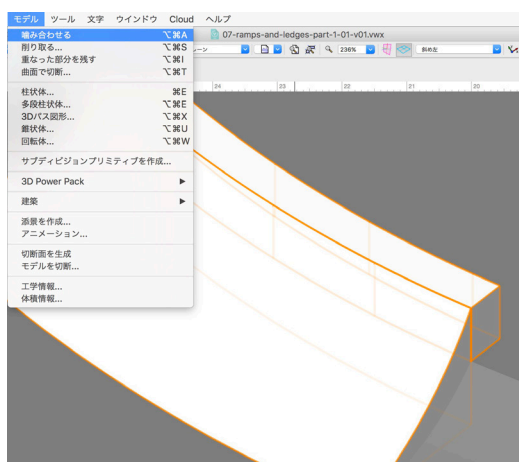 モデル ツール 文字 ウインドウ Cloud ヘルプ
07-ramps-and-ledges-part-1-01-v01.vwx
236% 斜め左
24 23 22 21 20
噛み合わせる ⌥⌘A
削り取る... ⌥⌘S
重なった部分を残す ⌥⌘I
曲面で切断... ⌥⌘T
柱状体... ⌘E
多段柱状体... ⌥⌘E
3Dパス図形... ⌥⌘X
錐状体... ⌥⌘U
回転体... ⌥⌘W
サブディビジョンプリミティブを作成...
3D Power Pack ▶
建築 ▶
添景を作成...
アニメーション...
切断面を生成
モデルを切断...
工学情報...
体積情報...